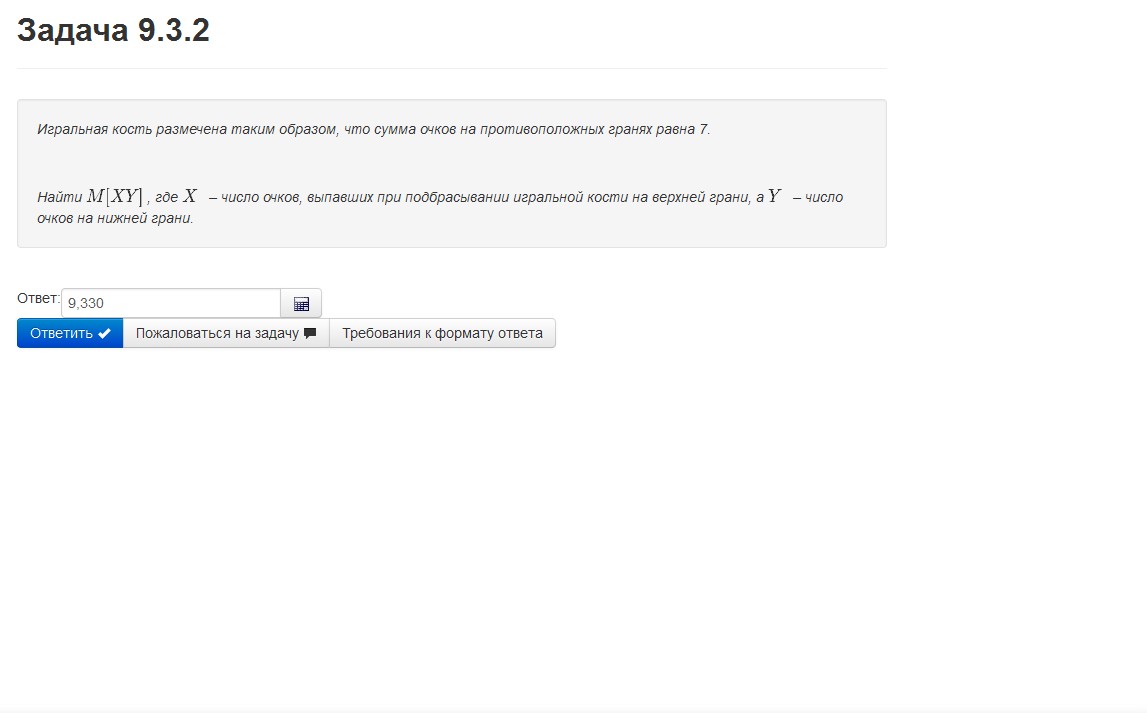 Задача 9.3.2
Игральная кость размечена таким образом, что сумма очков на противоположных гранях равна 7.
Найти M[XY] , где X – число очков, выпавших при подбрасывании игральной кости на верхней грани, а Y – число
очков на нижней грани.
Ответ: 9,330
Ответить Пожаловаться на задачу Требования к формату ответа